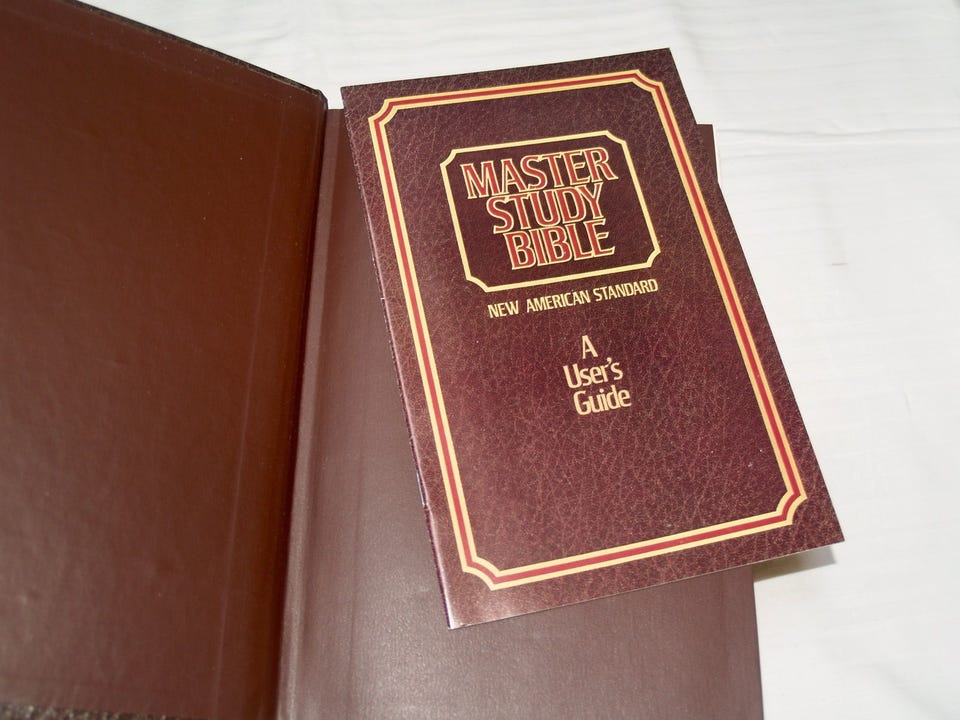 MASTER
STUDY
BIBLE
NEW AMERICAN STANDARD
A
User's
Guide